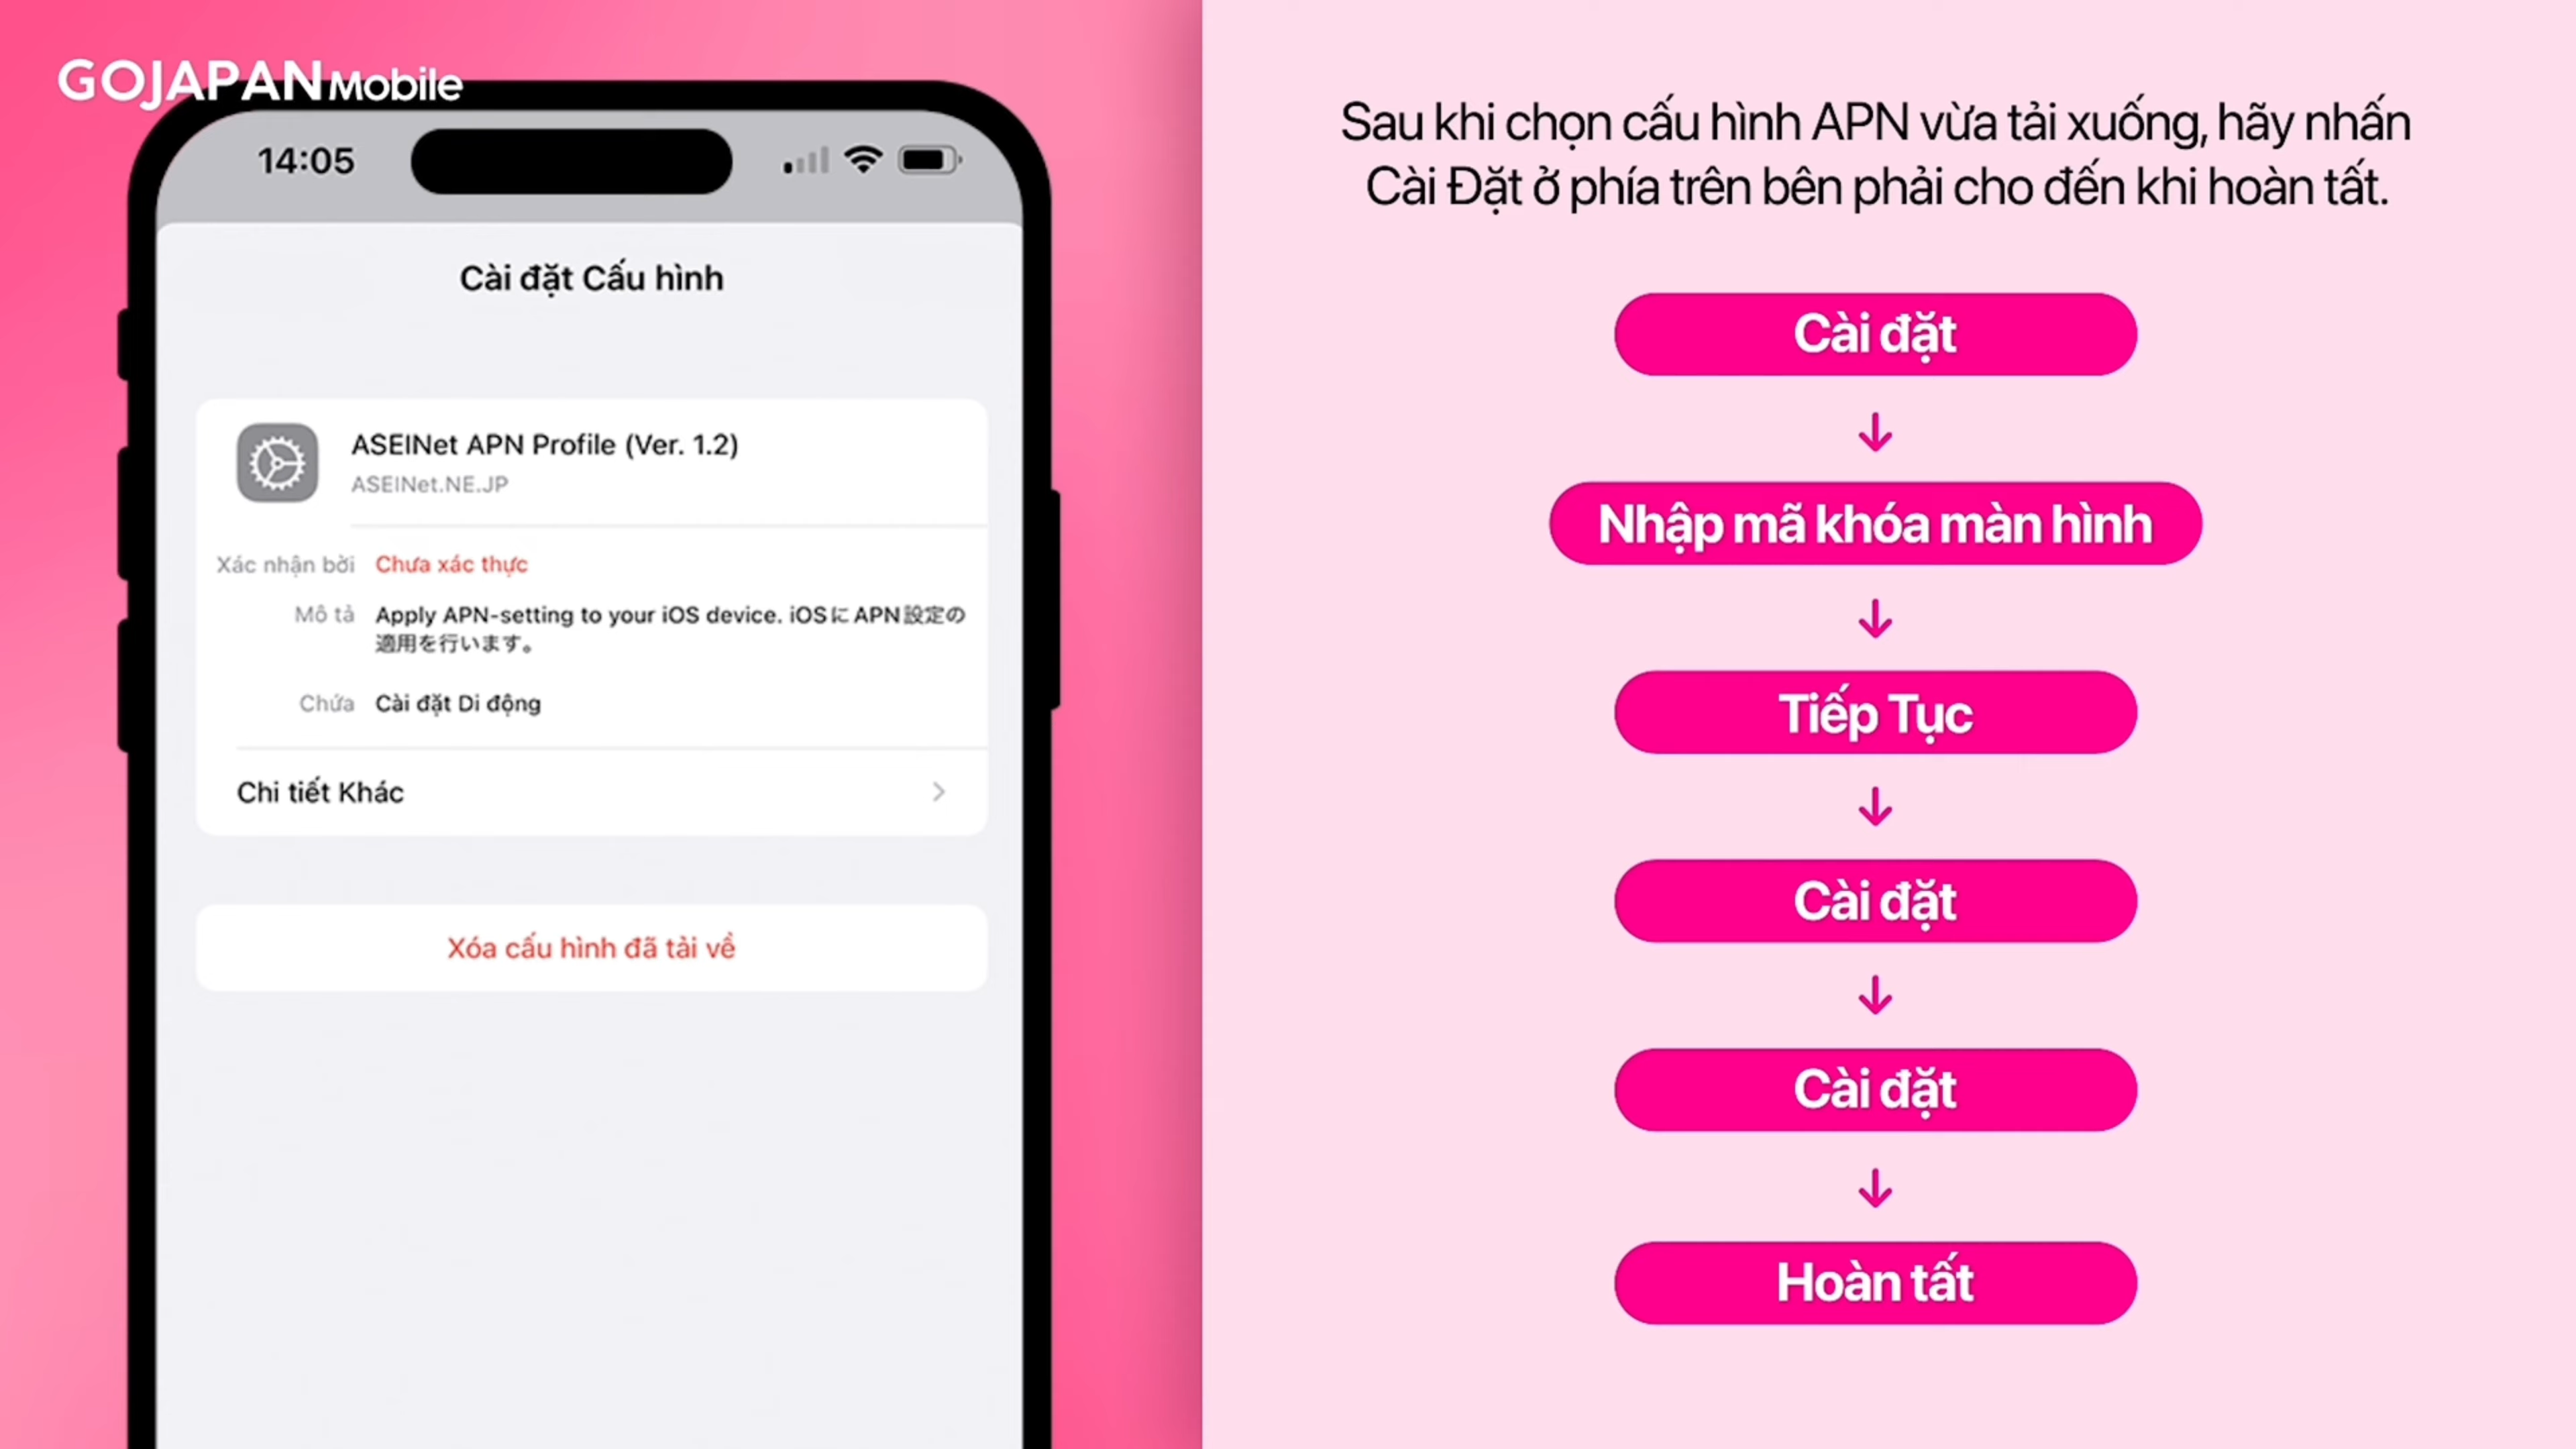 GOJAPAN Mobile
14:05
Cài đặt Cấu hình
ASEINet APN Profile (Ver. 1.2)
ASEINet.NE.JP
Xác nhận bởi Chưa xác thực
Mô tả Apply APN-setting to your iOS device. iOSにAPN設定の
適用を行います。
Chứa Cài đặt Di động
Chi tiết Khác
Xóa cấu hình đã tải về
Sau khi chọn cấu hình APN vừa tải xuống, hãy nhấn
Cài Đặt ở phía trên bên phải cho đến khi hoàn tất.
Cài đặt
Nhập mã khóa màn hình
Tiếp Tục
Cài đặt
Cài đặt
Hoàn tất